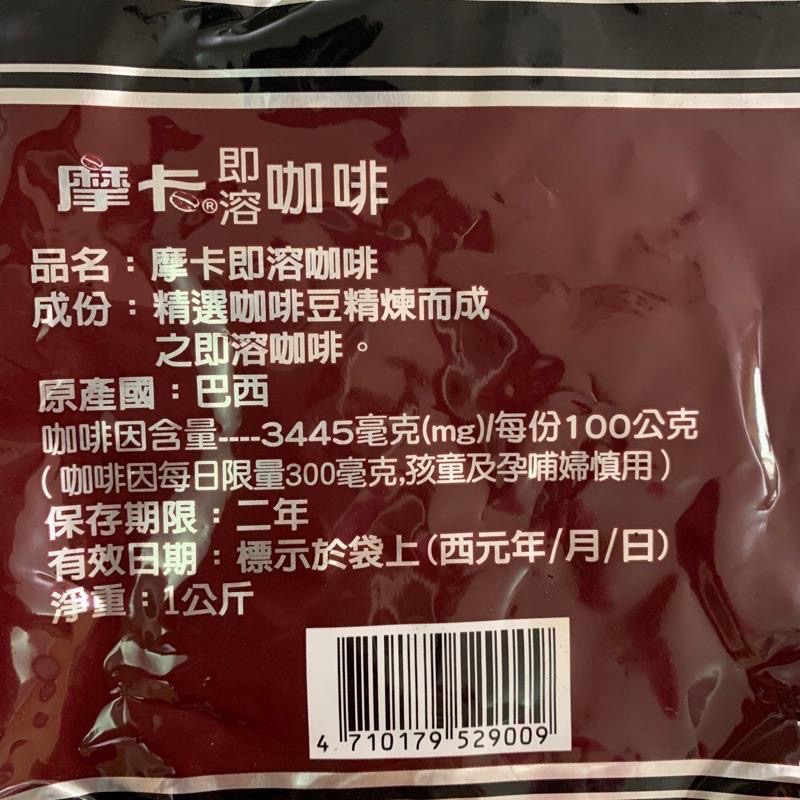 摩卡®即溶咖啡
品名：摩卡即溶咖啡
成份：精選咖啡豆精煉而成
之即溶咖啡。
原產國：巴西
咖啡因含量----3445毫克(mg)/每份100公克
(咖啡因每日限量300毫克,孩童及孕哺婦慎用)
保存期限：二年
有效日期：標示於袋上(西元年/月/日)
淨重：1公斤
4 710179 529009